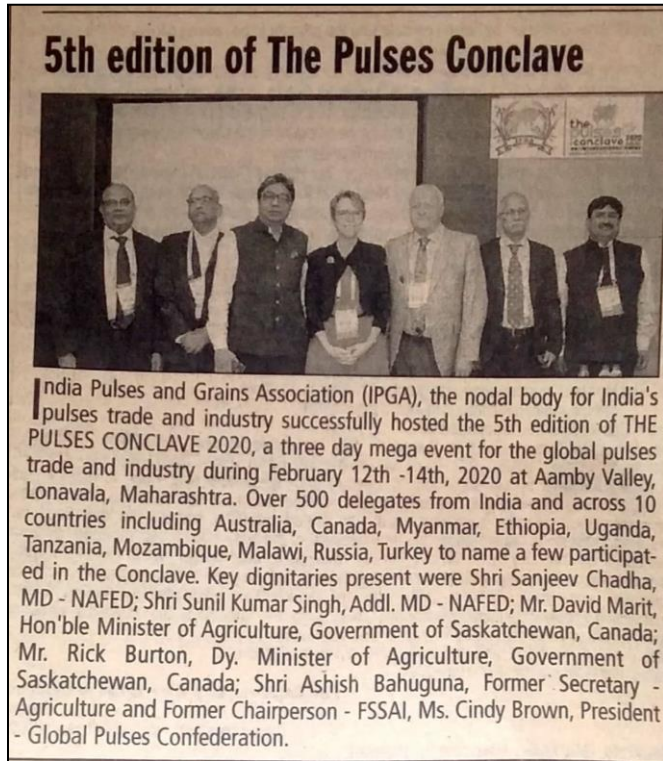 5th edition of The Pulses Conclave
the
pulses
conclave 2020
India Pulses and Grains Association (IPGA), the nodal body for India's
pulses trade and industry successfully hosted the 5th edition of THE
PULSES CONCLAVE 2020, a three day mega event for the global pulses
trade and industry during February 12th -14th, 2020 at Aamby Valley,
Lonavala, Maharashtra. Over 500 delegates from India and across 10
countries including Australia, Canada, Myanmar, Ethiopia, Uganda,
Tanzania, Mozambique, Malawi, Russia, Turkey to name a few participat-
ed in the Conclave. Key dignitaries present were Shri Sanjeev Chadha,
MD - NAFED; Shri Sunil Kumar Singh, Addl. MD - NAFED; Mr. David Marit,
Hon'ble Minister of Agriculture, Government of Saskatchewan, Canada;
Mr. Rick Burton, Dy. Minister of Agriculture, Government of
Saskatchewan, Canada; Shri Ashish Bahuguna, Former Secretary -
Agriculture and Former Chairperson - FSSAI, Ms. Cindy Brown, President
- Global Pulses Confederation.